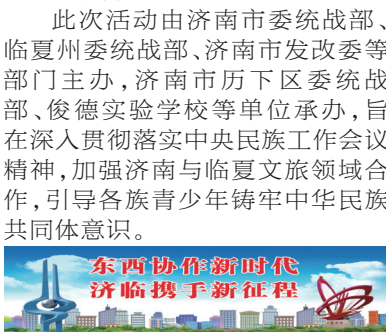 此次活动由济南市委统战部、
临夏州委统战部、济南市发改委等
部门主办,济南市历下区委统战
部、俊德实验学校等单位承办,旨
在深入贯彻落实中央民族工作会议
精神,加强济南与临夏文旅领域合
作,引导各族青少年铸牢中华民族
共同体意识。
东西协作新时代
济临携手新征程